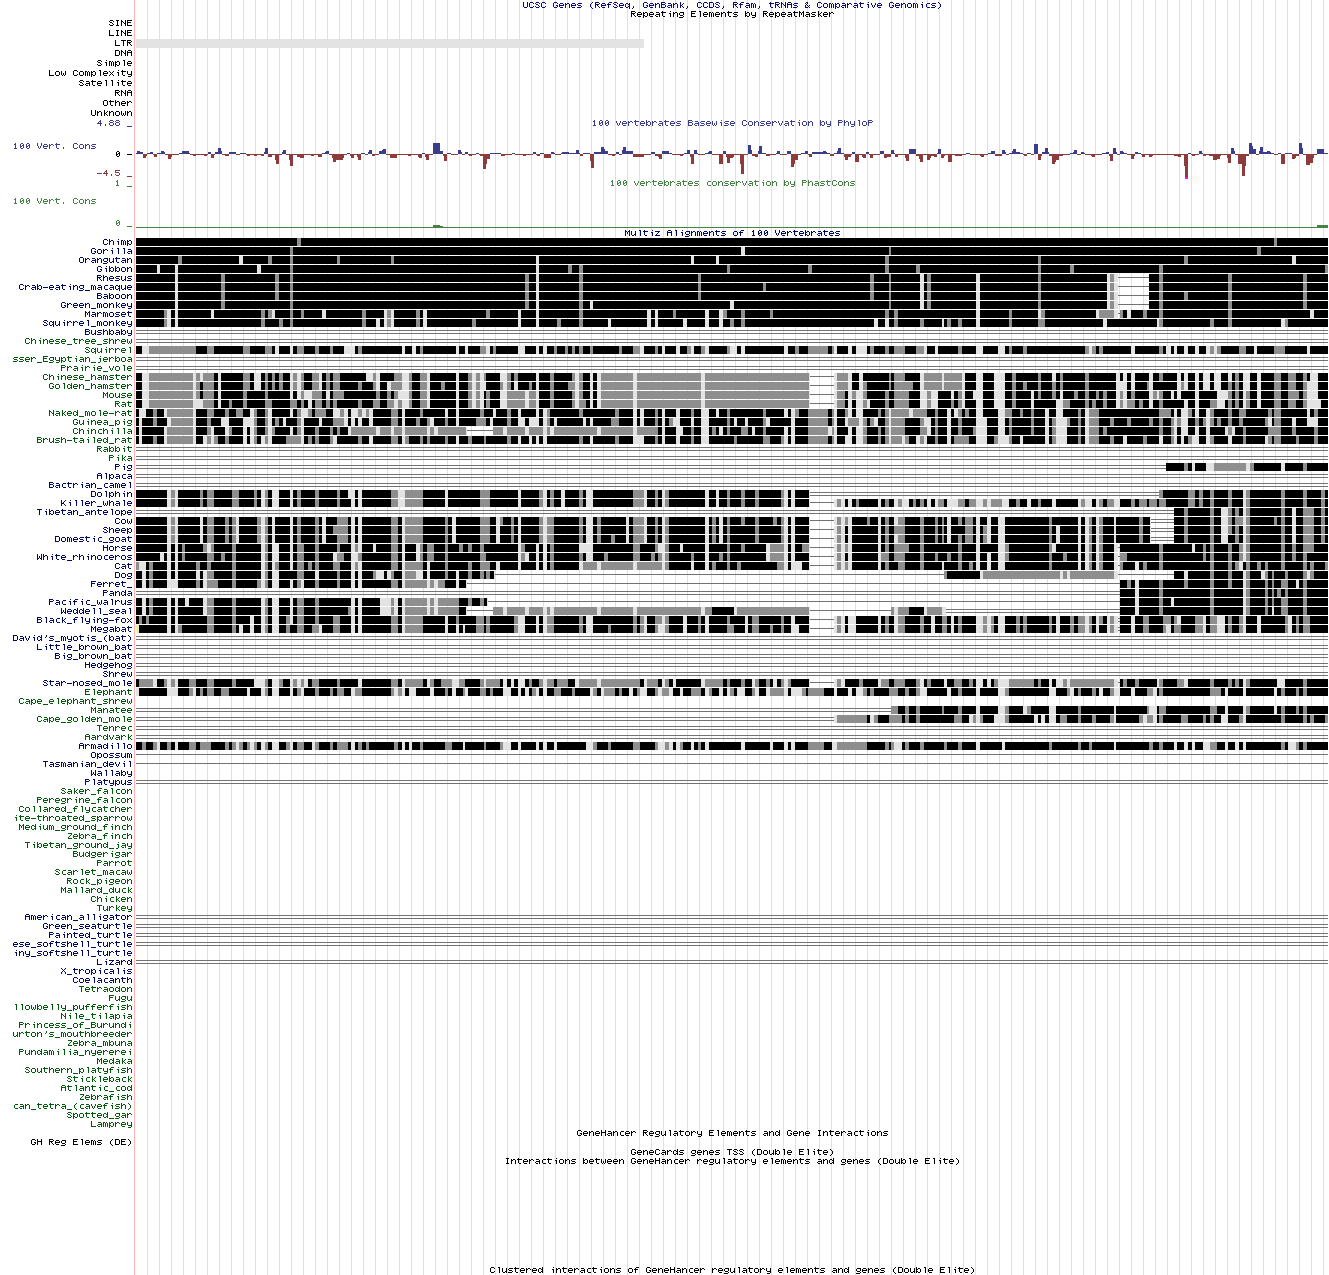 UCSC Genes (RefSeq, GenBank, CCDS, Rfam, tRNAs & Comparative Genomics)
Repeating Elements by RepeatMasker
SINE
LINE
LTR
DNA
Simple
Low Complexity
Satellite
RNA
Other
Unknown
4.88 _
100 vertebrates Basewise Conservation by PhyloP
100 Vert. Cons
0 _
-4.5 _
100 vertebrates conservation by PhastCons
1 _
100 Vert. Cons
0 _
Multiz Alignments of 100 Vertebrates
Chimp
Gorilla
Orangutan
Gibbon
Rhesus
Crab-eating_macaque
Baboon
Green_monkey
Marmoset
Squirrel_monkey
Bushbaby
Chinese_tree_shrew
Squirrel
sser_Egyptian_jerboa
Prairie_vole
Chinese_hamster
Golden_hamster
Mouse
Rat
Naked_mole-rat
Guinea_pig
Chinchilla
Brush-tailed_rat
Rabbit
Pika
Pig
Alpaca
Bactrian_camel
Dolphin
Killer_whale
Tibetan_antelope
Cow
Sheep
Domestic_goat
Horse
White_rhinoceros
Cat
Dog
Ferret_
Panda
Pacific_walrus
Weddell_seal
Black_flying-fox
Megabat
David's_myotis_(bat)
Little_brown_bat
Big_brown_bat
Hedgehog
Shrew
Star-nosed_mole
Elephant
Cape_elephant_shrew
Manatee
Cape_golden_mole
Tenrec
Aardvark
Armadillo
Opossum
Tasmanian_devil
Wallaby
Platypus
Saker_falcon
Peregrine_falcon
Collared_flycatcher
ite-throated_sparrow
Medium_ground_finch
Zebra_finch
Tibetan_ground_jay
Budgerigar
Parrot
Scarlet_macaw
Rock_pigeon
Mallard_duck
Chicken
Turkey
American_alligator
Green_seaturtle
Painted_turtle
ese_softshell_turtle
iny_softshell_turtle
Lizard
X_tropicalis
Coelacanth
Tetraodon
Fugu
llowbelly_pufferfish
Nile_tilapia
Princess_of_Burundi
urton's_mouthbreeder
Zebra_mbuna
Pundamilia_nyererei
Medaka
Southern_platyfish
Stickleback
Atlantic_cod
Zebrafish
can_tetra_(cavefish)
Spotted_gar
Lamprey
GeneHancer Regulatory Elements and Gene Interactions
GH Reg Elems (DE)
GeneCards genes TSS (Double Elite)
Interactions between GeneHancer regulatory elements and genes (Double Elite)
Clustered interactions of GeneHancer regulatory elements and genes (Double Elite)